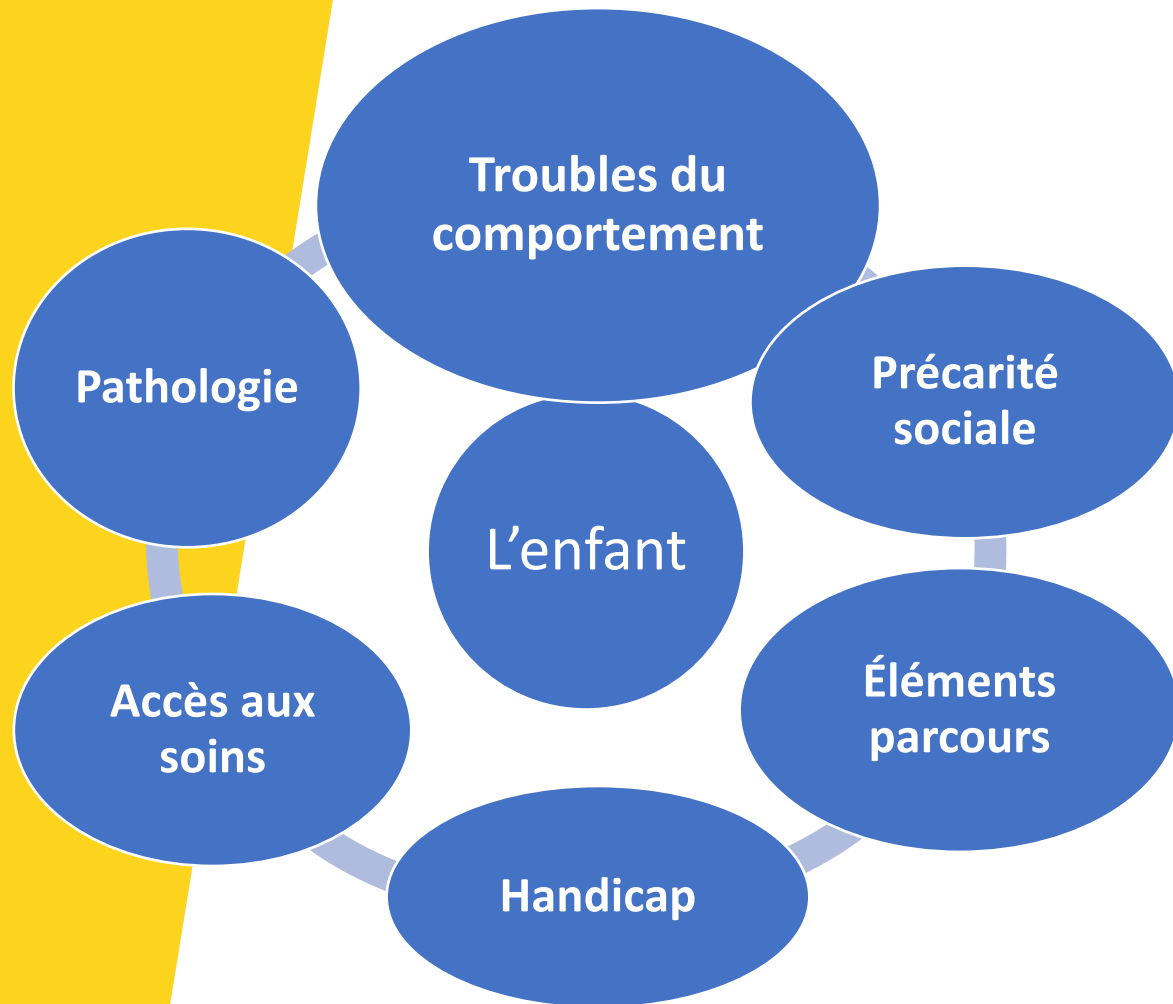 Troubles du
comportement
Précarité
sociale
Pathologie
L'enfant
Éléments
parcours
Accès aux
soins
Handicap